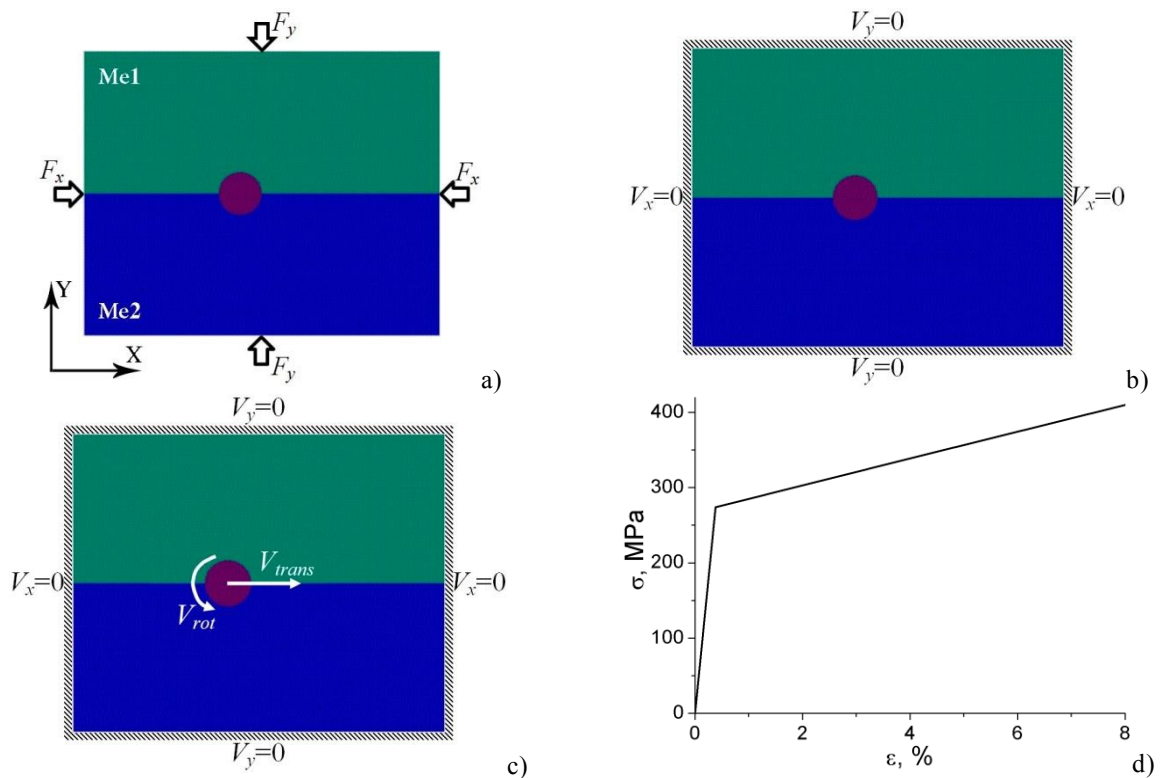 F_y
Me1
F_x
F_x
Me2
Y
X
F_y
a)
V_y=0
V_x=0
V_x=0
V_y=0
b)
V_y=0
V_x=0
V_trans
V_rot
V_x=0
V_y=0
c)
400
300
200
100
0
σ, MPa
0
2
4
6
8
ε, %
d)